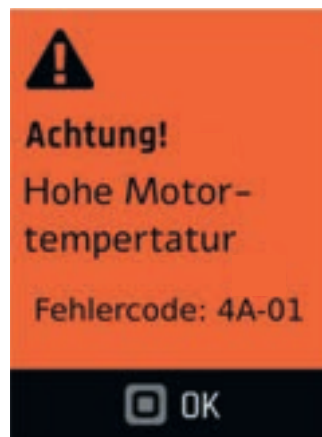 Achtung!
Hohe Motor-
tempertatur
Fehlercode: 4A-01
OK